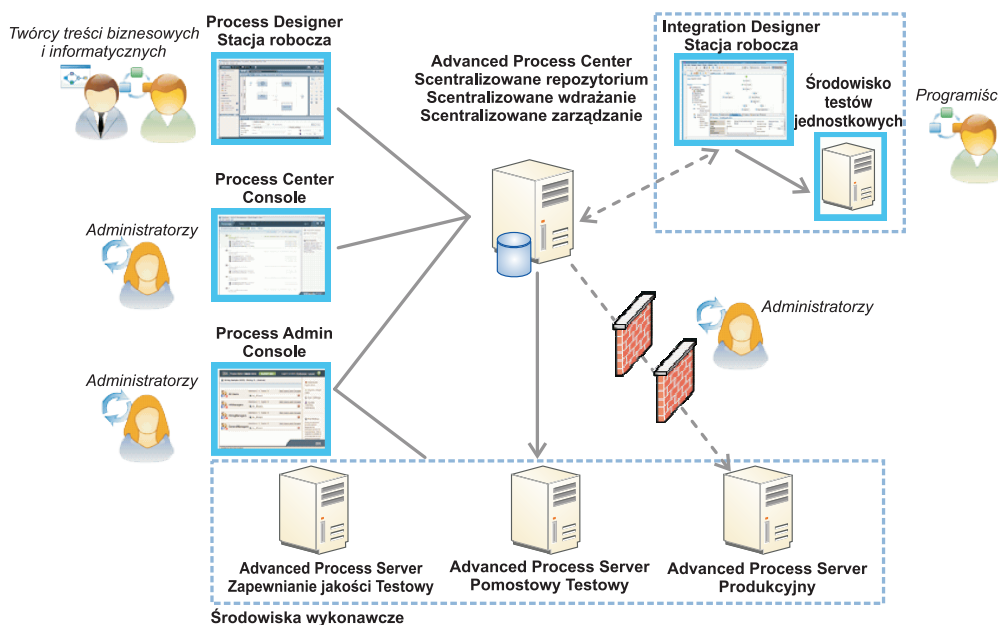 Twórcy treści biznesowych
i informatycznych
Process Designer
Stacja robocza
Advanced Process Center
Scentralizowane repozytorium
Scentralizowane wdrażanie
Scentralizowane zarządzanie
Integration Designer
Stacja robocza
Środowisko
testów
jednostkowych
Programiśc
Process Center
Console
Administratorzy
Process Admin
Console
Administratorzy
Administratorzy
Advanced Process Server
Zapewnianie jakości Testowy
Advanced Process Server
Pomostowy Testowy
Advanced Process Server
Produkcyjny
Środowiska wykonawcze